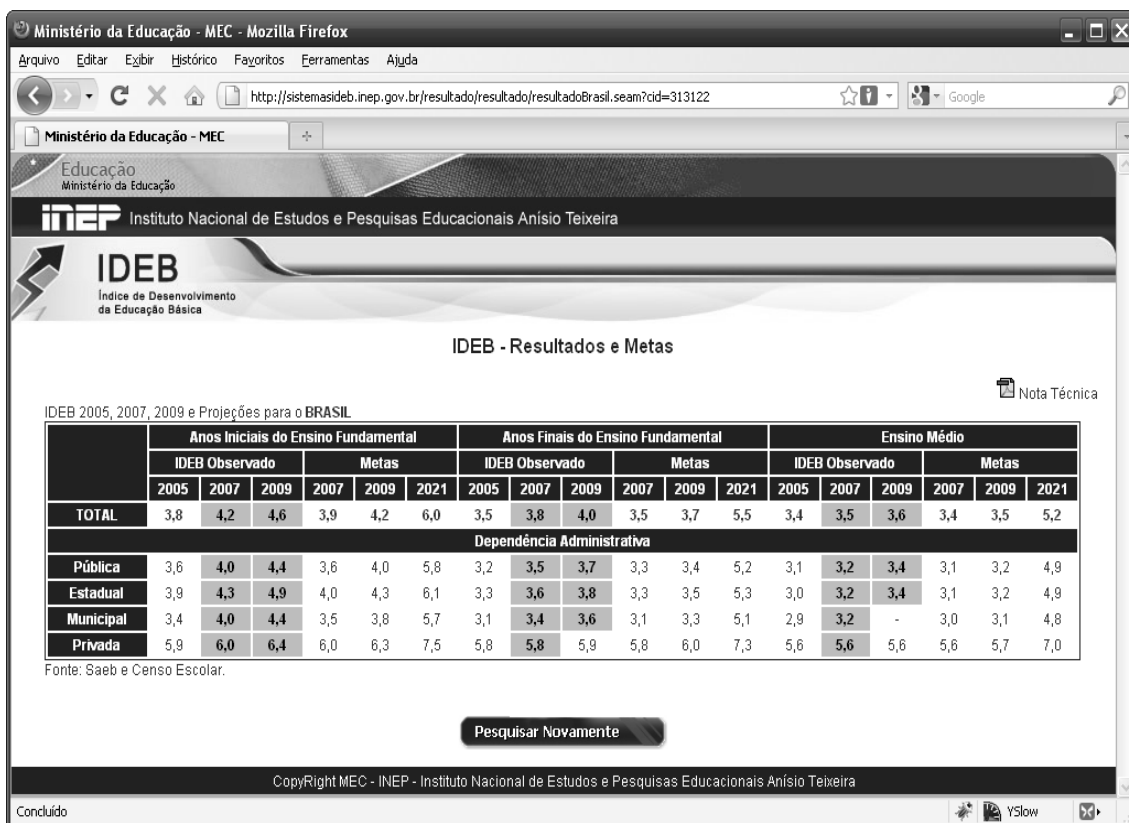 Ministério da Educação - MEC - Mozilla Firefox
Arquivo Editar Exibir Histórico Favoritos Ferramentas Ajuda
http://sistemasideb.inep.gov.br/resultado/resultado/resultadoBrasil.seam?cid=313122 Google
Ministério da Educação - MEC
Educação
Ministério da Educação
INEP Instituto Nacional de Estudos e Pesquisas Educacionais Anísio Teixeira
IDEB
Índice de Desenvolvimento
da Educação Básica
IDEB - Resultados e Metas
Nota Técnica
IDEB 2005, 2007, 2009 e Projeções para o BRASIL
Anos Iniciais do Ensino Fundamental Anos Finais do Ensino Fundamental Ensino Médio
IDEB Observado Metas IDEB Observado Metas IDEB Observado Metas
2005 2007 2009 2007 2009 2021 2005 2007 2009 2007 2009 2021 2005 2007 2009 2007 2009 2021
TOTAL 3,8 4,2 4,6 3,9 4,2 6,0 3,5 3,8 4,0 3,5 3,7 5,5 3,4 3,5 3,6 3,4 3,5 5,2
Dependência Administrativa
Pública 3,6 4,0 4,4 3,6 4,0 5,8 3,2 3,5 3,7 3,3 3,4 5,2 3,1 3,2 3,4 3,1 3,2 4,9
Estadual 3,9 4,3 4,9 4,0 4,3 6,1 3,3 3,6 3,8 3,3 3,5 5,3 3,0 3,2 3,4 3,1 3,2 4,9
Municipal 3,4 4,0 4,4 3,5 3,8 5,7 3,1 3,4 3,6 3,1 3,3 5,1 2,9 3,2 - 3,0 3,1 4,8
Privada 5,9 6,0 6,4 6,0 6,3 7,5 5,8 5,8 5,9 5,8 6,0 7,3 5,6 5,6 5,6 5,6 5,7 7,0
Fonte: Saeb e Censo Escolar.
Pesquisar Novamente
CopyRight MEC - INEP - Instituto Nacional de Estudos e Pesquisas Educacionais Anísio Teixeira
Concluído YSlow